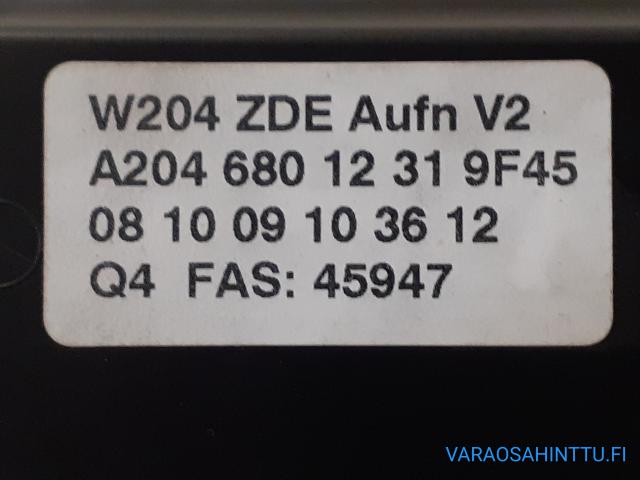 W204 ZDE Aufn V2
A204 680 12 31 9F45
08 10 09 10 36 12
Q4 FAS: 45947
VARAOSAHINTTU.FI